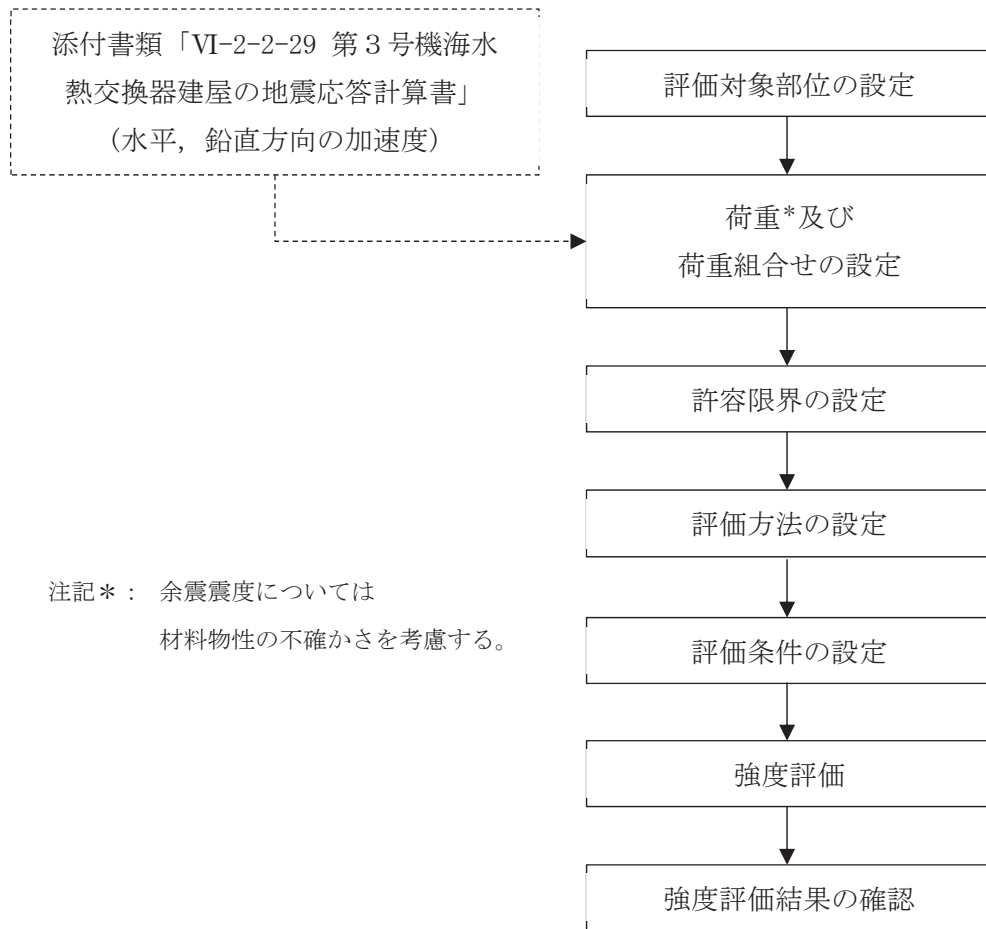 添付書類「Ⅵ-2-2-29 第３号機海水
熱交換器建屋の地震応答計算書」
（水平，鉛直方向の加速度）
評価対象部位の設定
荷重*及び
荷重組合せの設定
許容限界の設定
評価方法の設定
注記＊： 余震震度については
材料物性の不確かさを考慮する。
評価条件の設定
強度評価
強度評価結果の確認